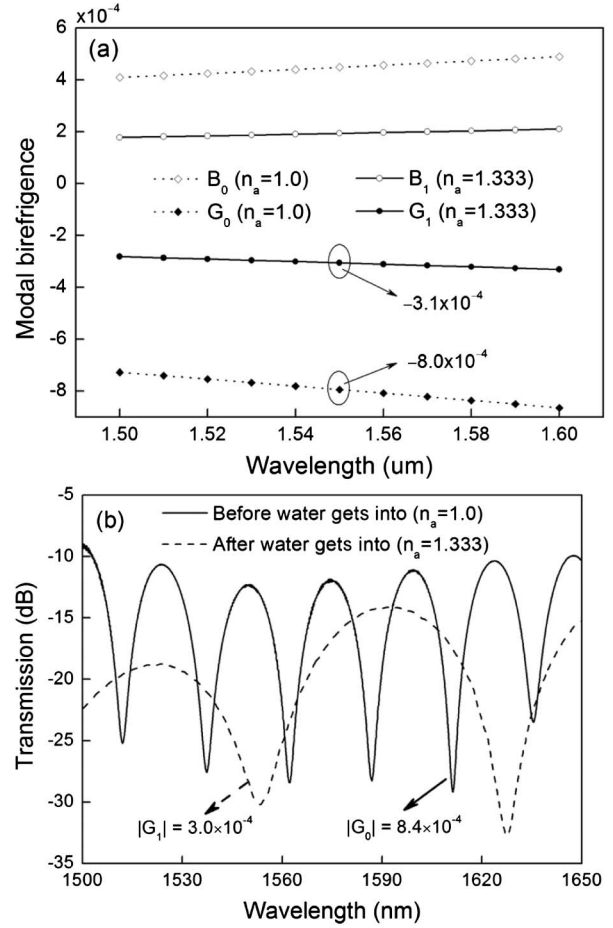 x10⁻⁴
(a)
6
4
2
0
-2
-4
-6
-8
Modal birefrigence
B₀ (nₐ=1.0)
B₁ (nₐ=1.333)
G₀ (nₐ=1.0)
G₁ (nₐ=1.333)
−3.1x10⁻⁴
−8.0x10⁻⁴
1.50 1.52 1.54 1.56 1.58 1.60
Wavelength (um)
(b)
Before water gets into (nₐ=1.0)
After water gets into (nₐ=1.333)
-5
-10
-15
-20
-25
-30
-35
Transmission (dB)
|G₁| = 3.0×10⁻⁴
|G₀| = 8.4×10⁻⁴
1500 1530 1560 1590 1620 1650
Wavelength (nm)